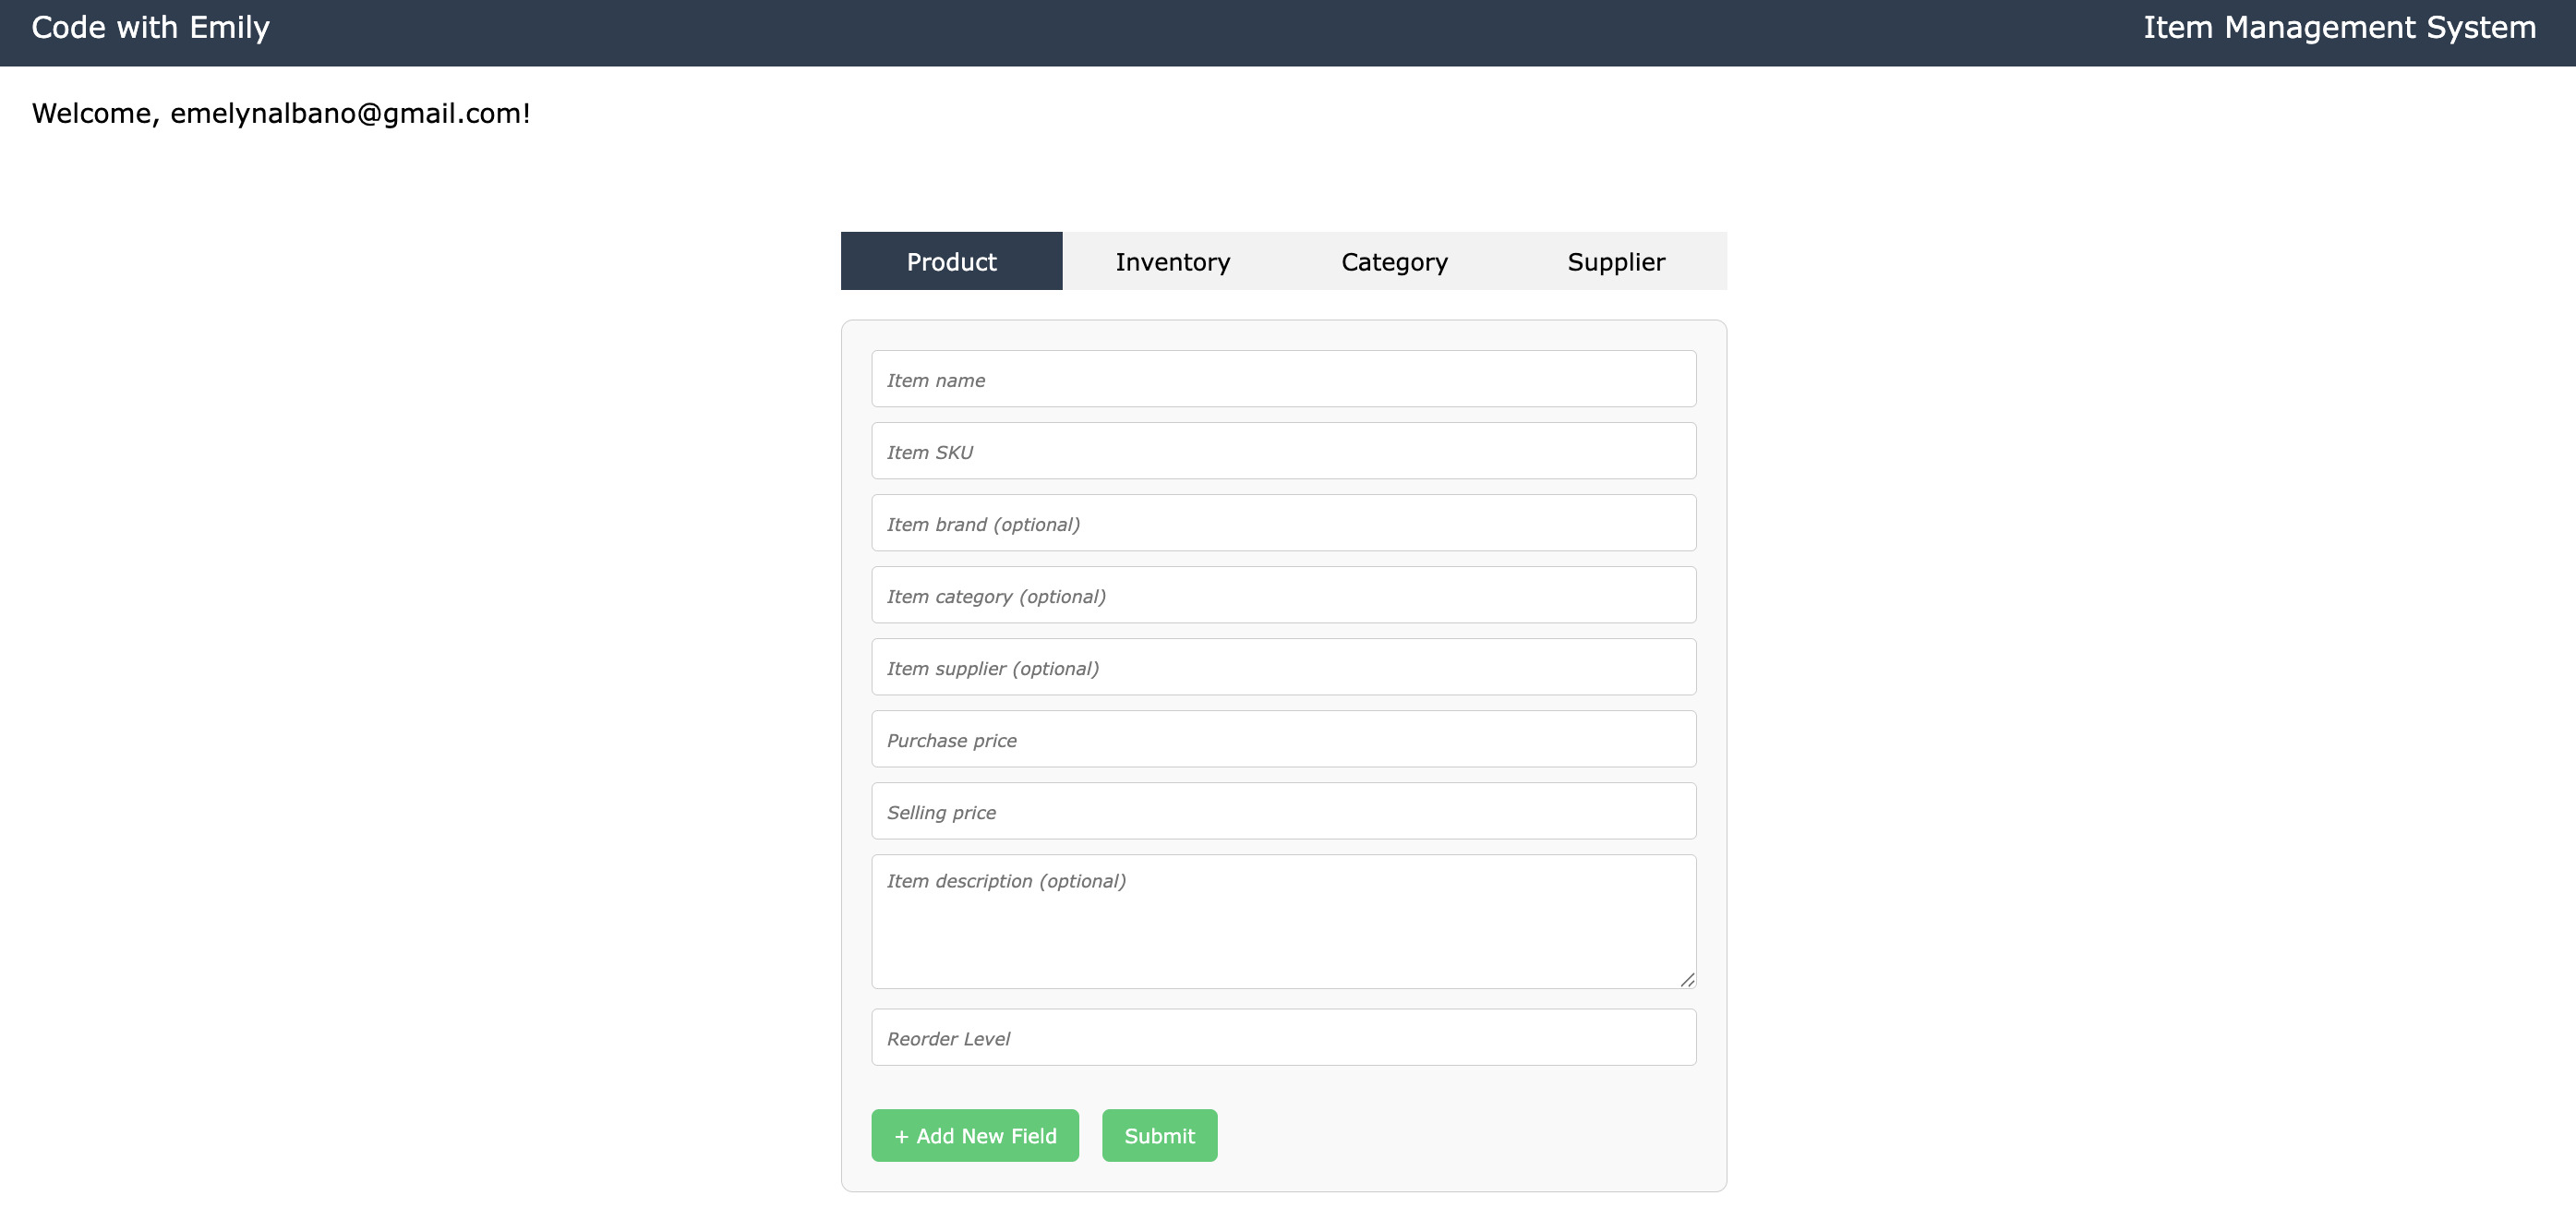 Code with Emily
Item Management System
Welcome, emelynalbano@gmail.com!
Product
Inventory
Category
Supplier
Item name
Item SKU
Item brand (optional)
Item category (optional)
Item supplier (optional)
Purchase price
Selling price
Item description (optional)
Reorder Level
+ Add New Field
Submit